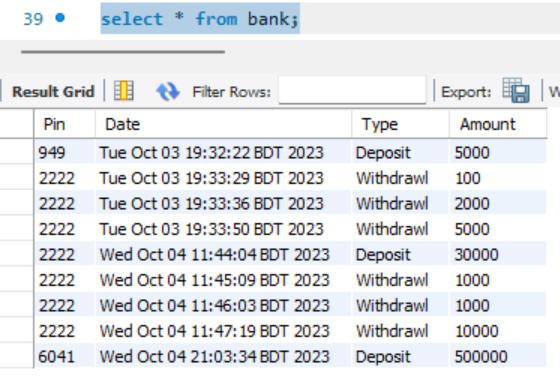 39 select * from bank;
Result Grid Filter Rows: Export: W
Pin Date Type Amount
949 Tue Oct 03 19:32:22 BDT 2023 Deposit 5000
2222 Tue Oct 03 19:33:29 BDT 2023 Withdrawl 100
2222 Tue Oct 03 19:33:36 BDT 2023 Withdrawl 2000
2222 Tue Oct 03 19:33:50 BDT 2023 Withdrawl 5000
2222 Wed Oct 04 11:44:04 BDT 2023 Deposit 30000
2222 Wed Oct 04 11:45:09 BDT 2023 Withdrawl 1000
2222 Wed Oct 04 11:46:03 BDT 2023 Withdrawl 1000
2222 Wed Oct 04 11:47:19 BDT 2023 Withdrawl 10000
6041 Wed Oct 04 21:03:34 BDT 2023 Deposit 500000